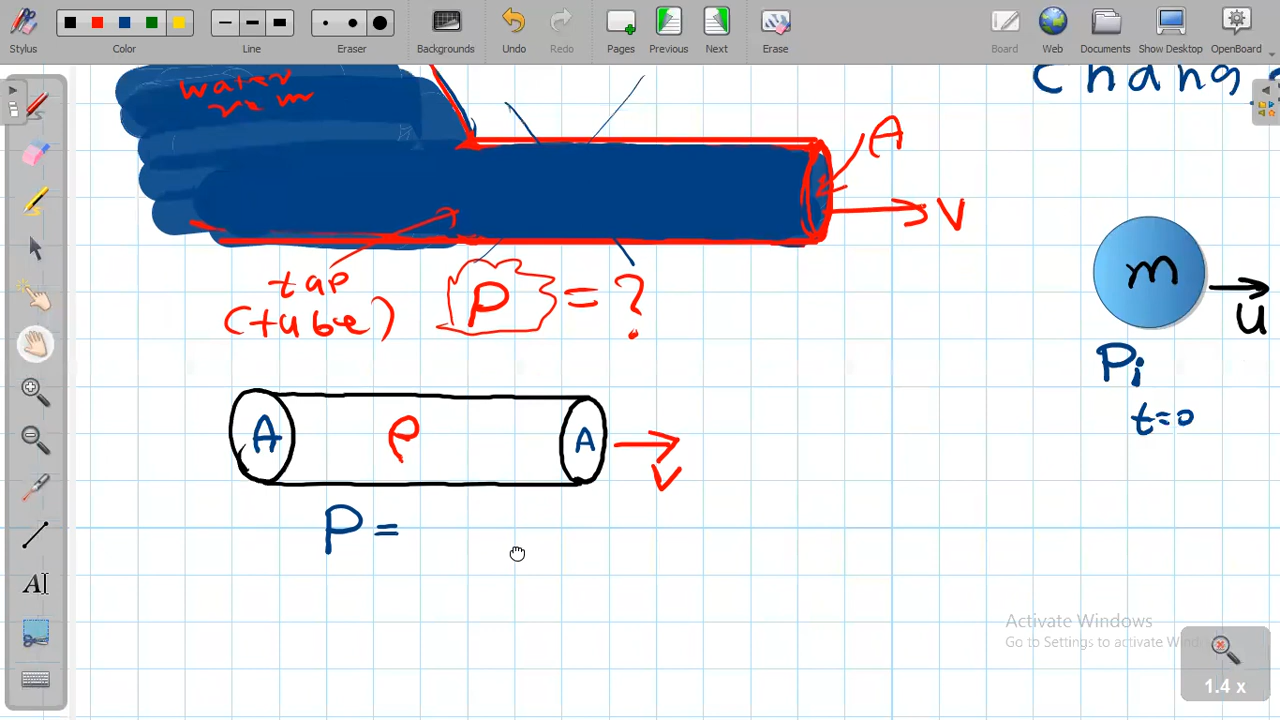 Stylus
Color
Line
Eraser
Backgrounds
Undo
Redo
Pages
Previous
Next
Erase
Board
Web
Documents
Show Desktop
OpenBoard
water
Chang
A
V
tap
(tube)
P = ?
m
u
Pi
t=0
A
ρ
A
V
P =
Activate Windows
Go to Settings to activate Wind
1.4 x